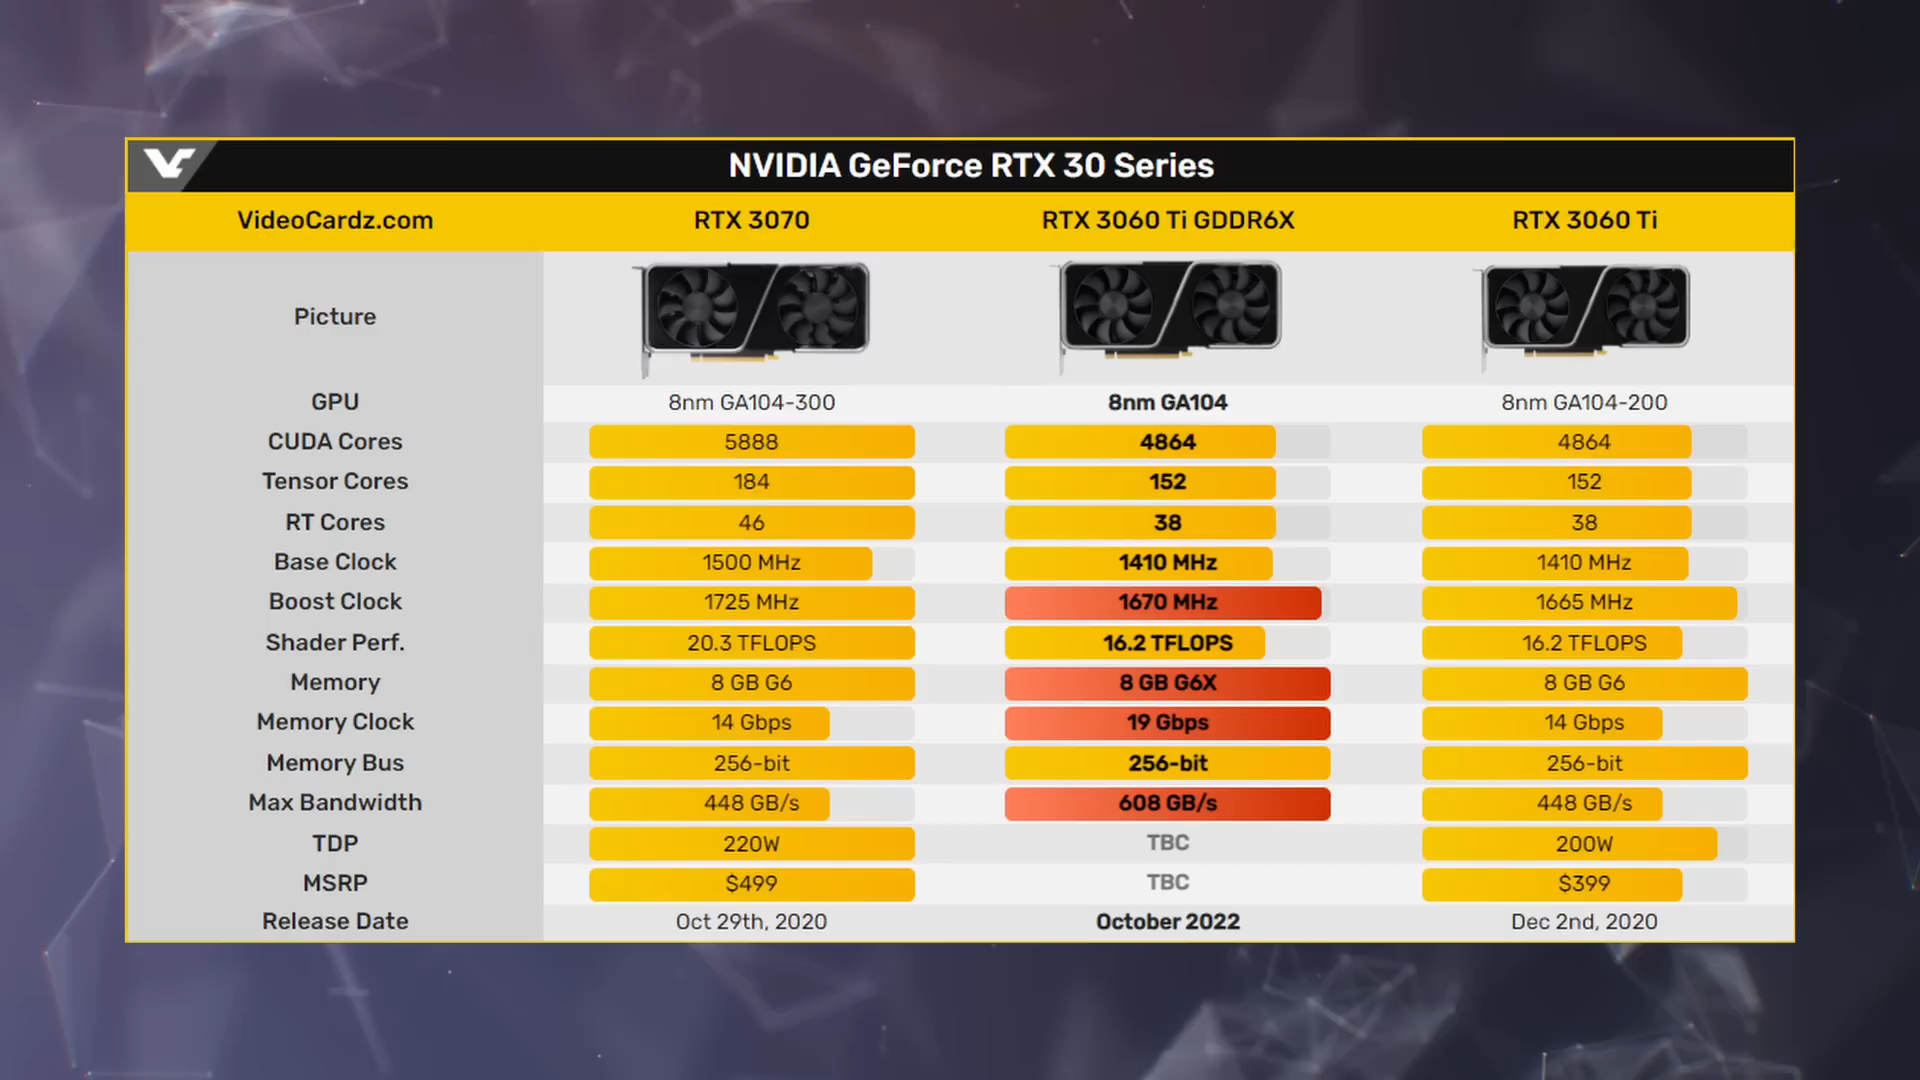 NVIDIA GeForce RTX 30 Series
VideoCardz.com RTX 3070 RTX 3060 Ti GDDR6X RTX 3060 Ti
Picture
GPU 8nm GA104-300 8nm GA104 8nm GA104-200
CUDA Cores 5888 4864 4864
Tensor Cores 184 152 152
RT Cores 46 38 38
Base Clock 1500 MHz 1410 MHz 1410 MHz
Boost Clock 1725 MHz 1670 MHz 1665 MHz
Shader Perf. 20.3 TFLOPS 16.2 TFLOPS 16.2 TFLOPS
Memory 8 GB G6 8 GB G6X 8 GB G6
Memory Clock 14 Gbps 19 Gbps 14 Gbps
Memory Bus 256-bit 256-bit 256-bit
Max Bandwidth 448 GB/s 608 GB/s 448 GB/s
TDP 220W TBC 200W
MSRP $499 TBC $399
Release Date Oct 29th, 2020 October 2022 Dec 2nd, 2020